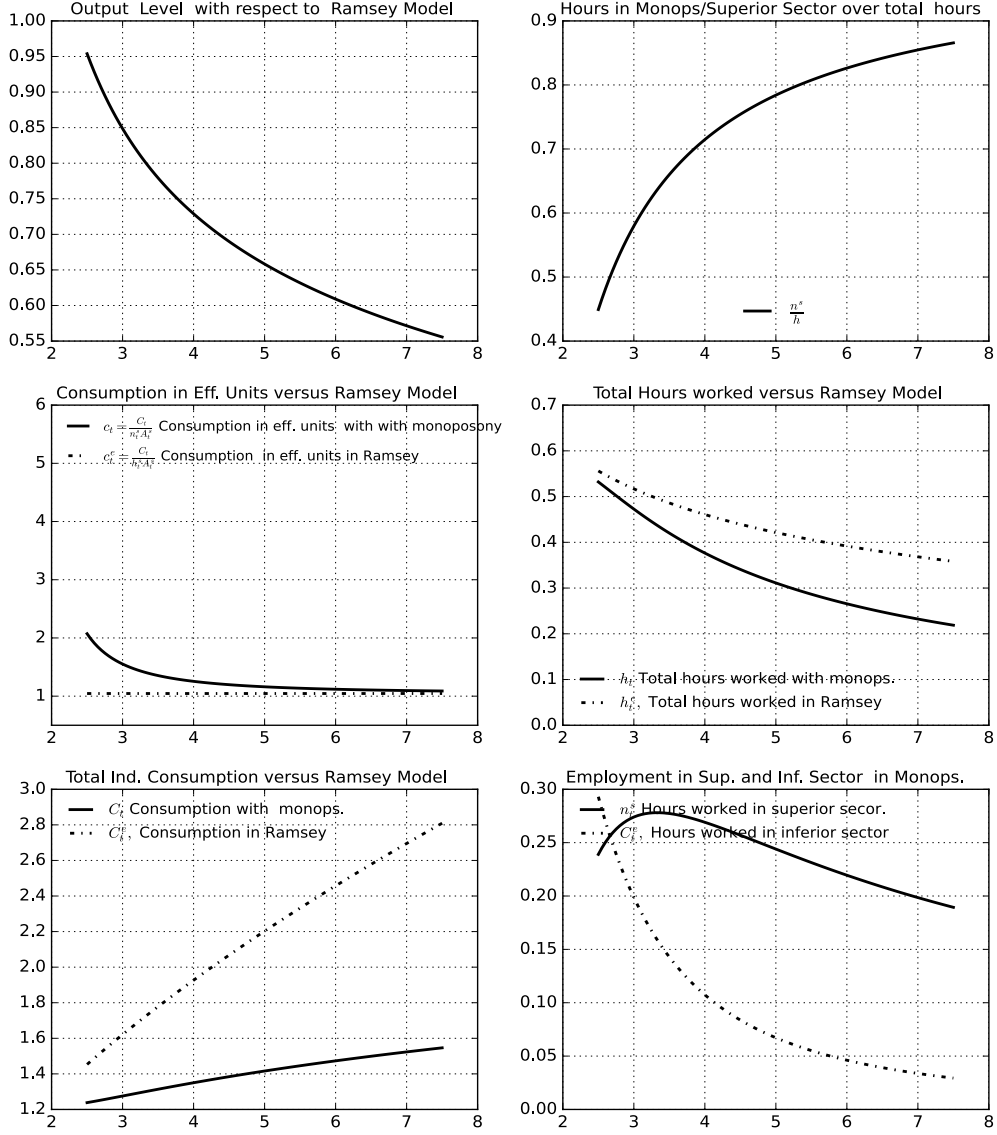 Output Level with respect to Ramsey Model
1.00
0.95
0.90
0.85
0.80
0.75
0.70
0.65
0.60
0.55
2 3 4 5 6 7 8
Hours in Monops/Superior Sector over total hours
0.9
0.8
0.7
0.6
0.5
0.4
n^s/h
2 3 4 5 6 7 8
Consumption in Eff. Units versus Ramsey Model
6
5
4
3
2
1
c_t = C_t/(n_t^s A_t^s) Consumption in eff. units with with monoposony
c_t^e = C_t/(h_t^s A_t^s) Consumption in eff. units in Ramsey
2 3 4 5 6 7 8
Total Hours worked versus Ramsey Model
0.7
0.6
0.5
0.4
0.3
0.2
0.1
0.0
h_t Total hours worked with monops.
h_t^e, Total hours worked in Ramsey
2 3 4 5 6 7 8
Total Ind. Consumption versus Ramsey Model
3.0
2.8
2.6
2.4
2.2
2.0
1.8
1.6
1.4
1.2
C_t Consumption with monops.
C_t^e, Consumption in Ramsey
2 3 4 5 6 7 8
Employment in Sup. and Inf. Sector in Monops.
0.30
0.25
0.20
0.15
0.10
0.05
0.00
n_t^s Hours worked in superior secor.
C_t^e, Hours worked in inferior sector
2 3 4 5 6 7 8